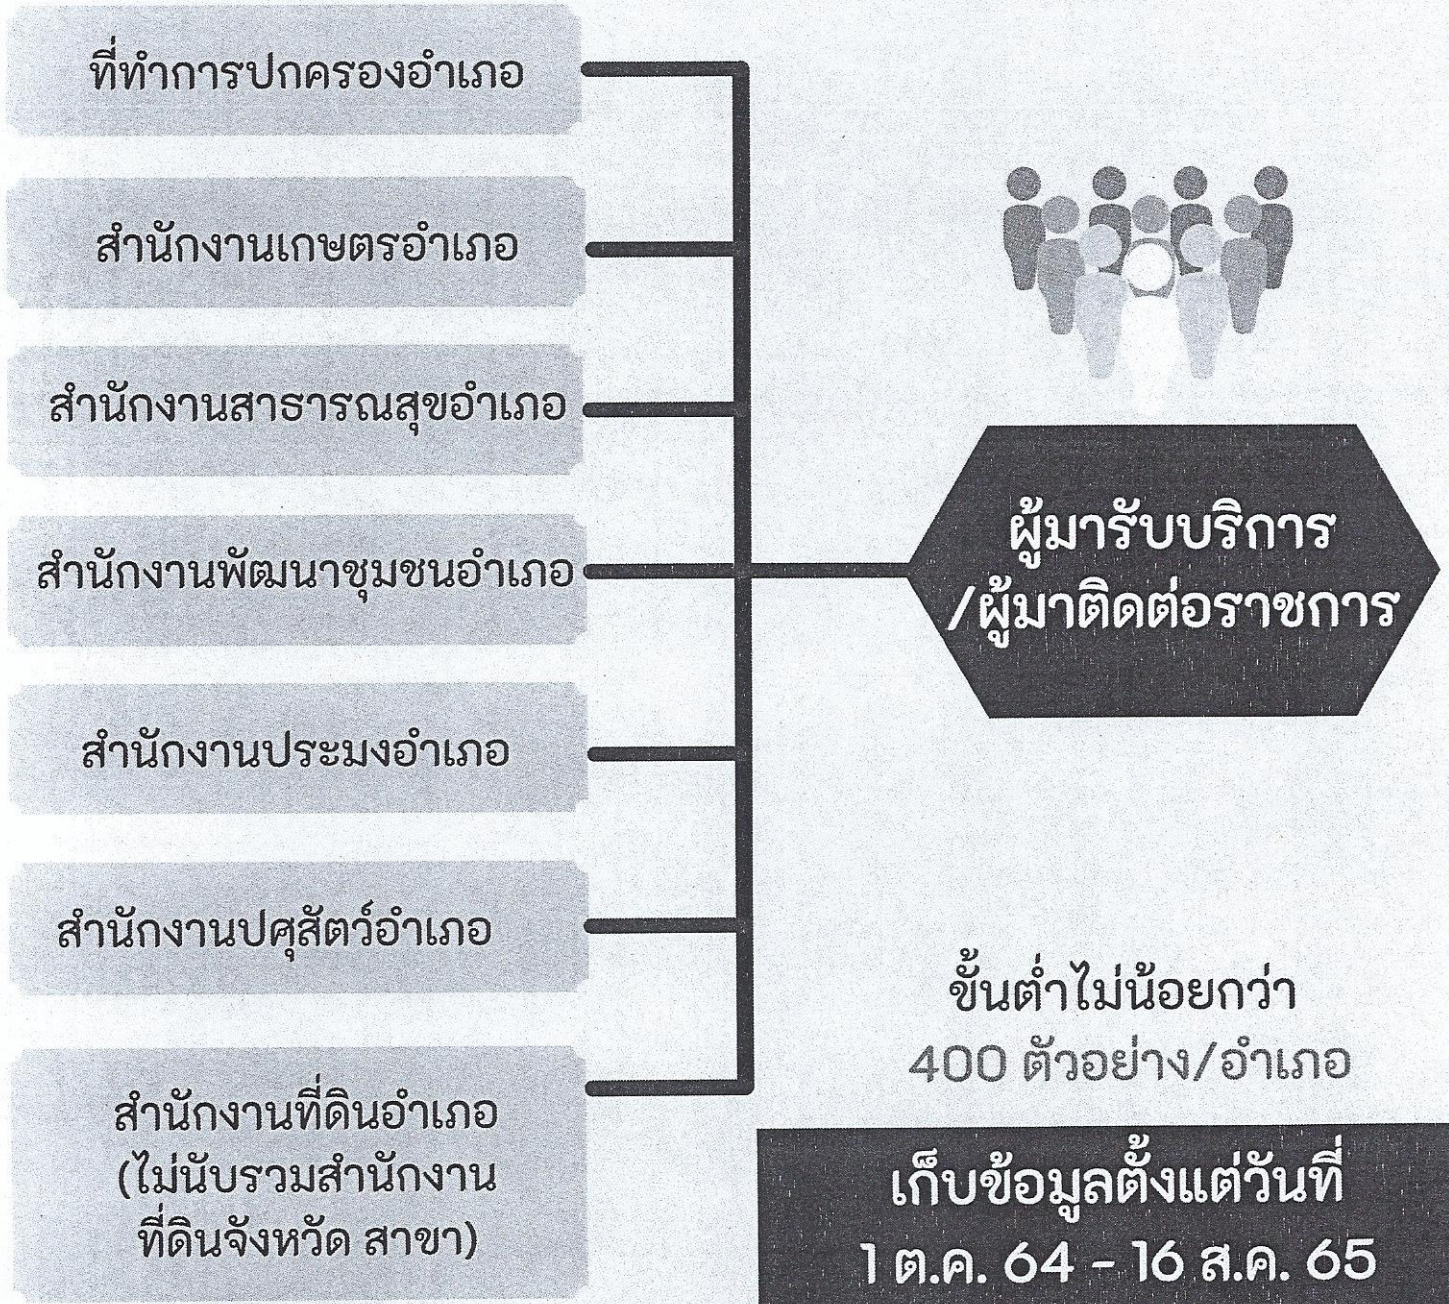 ที่ทำการปกครองอำเภอ
สำนักงานเกษตรอำเภอ
สำนักงานสาธารณสุขอำเภอ
สำนักงานพัฒนาชุมชนอำเภอ
สำนักงานประมงอำเภอ
สำนักงานปศุสัตว์อำเภอ
สำนักงานที่ดินอำเภอ
(ไม่นับรวมสำนักงาน
ที่ดินจังหวัด สาขา)
ผู้มารับบริการ
/ผู้มาติดต่อราชการ
ขั้นต่ำไม่น้อยกว่า
400 ตัวอย่าง/อำเภอ
เก็บข้อมูลตั้งแต่วันที่
1 ต.ค. 64 - 16 ส.ค. 65